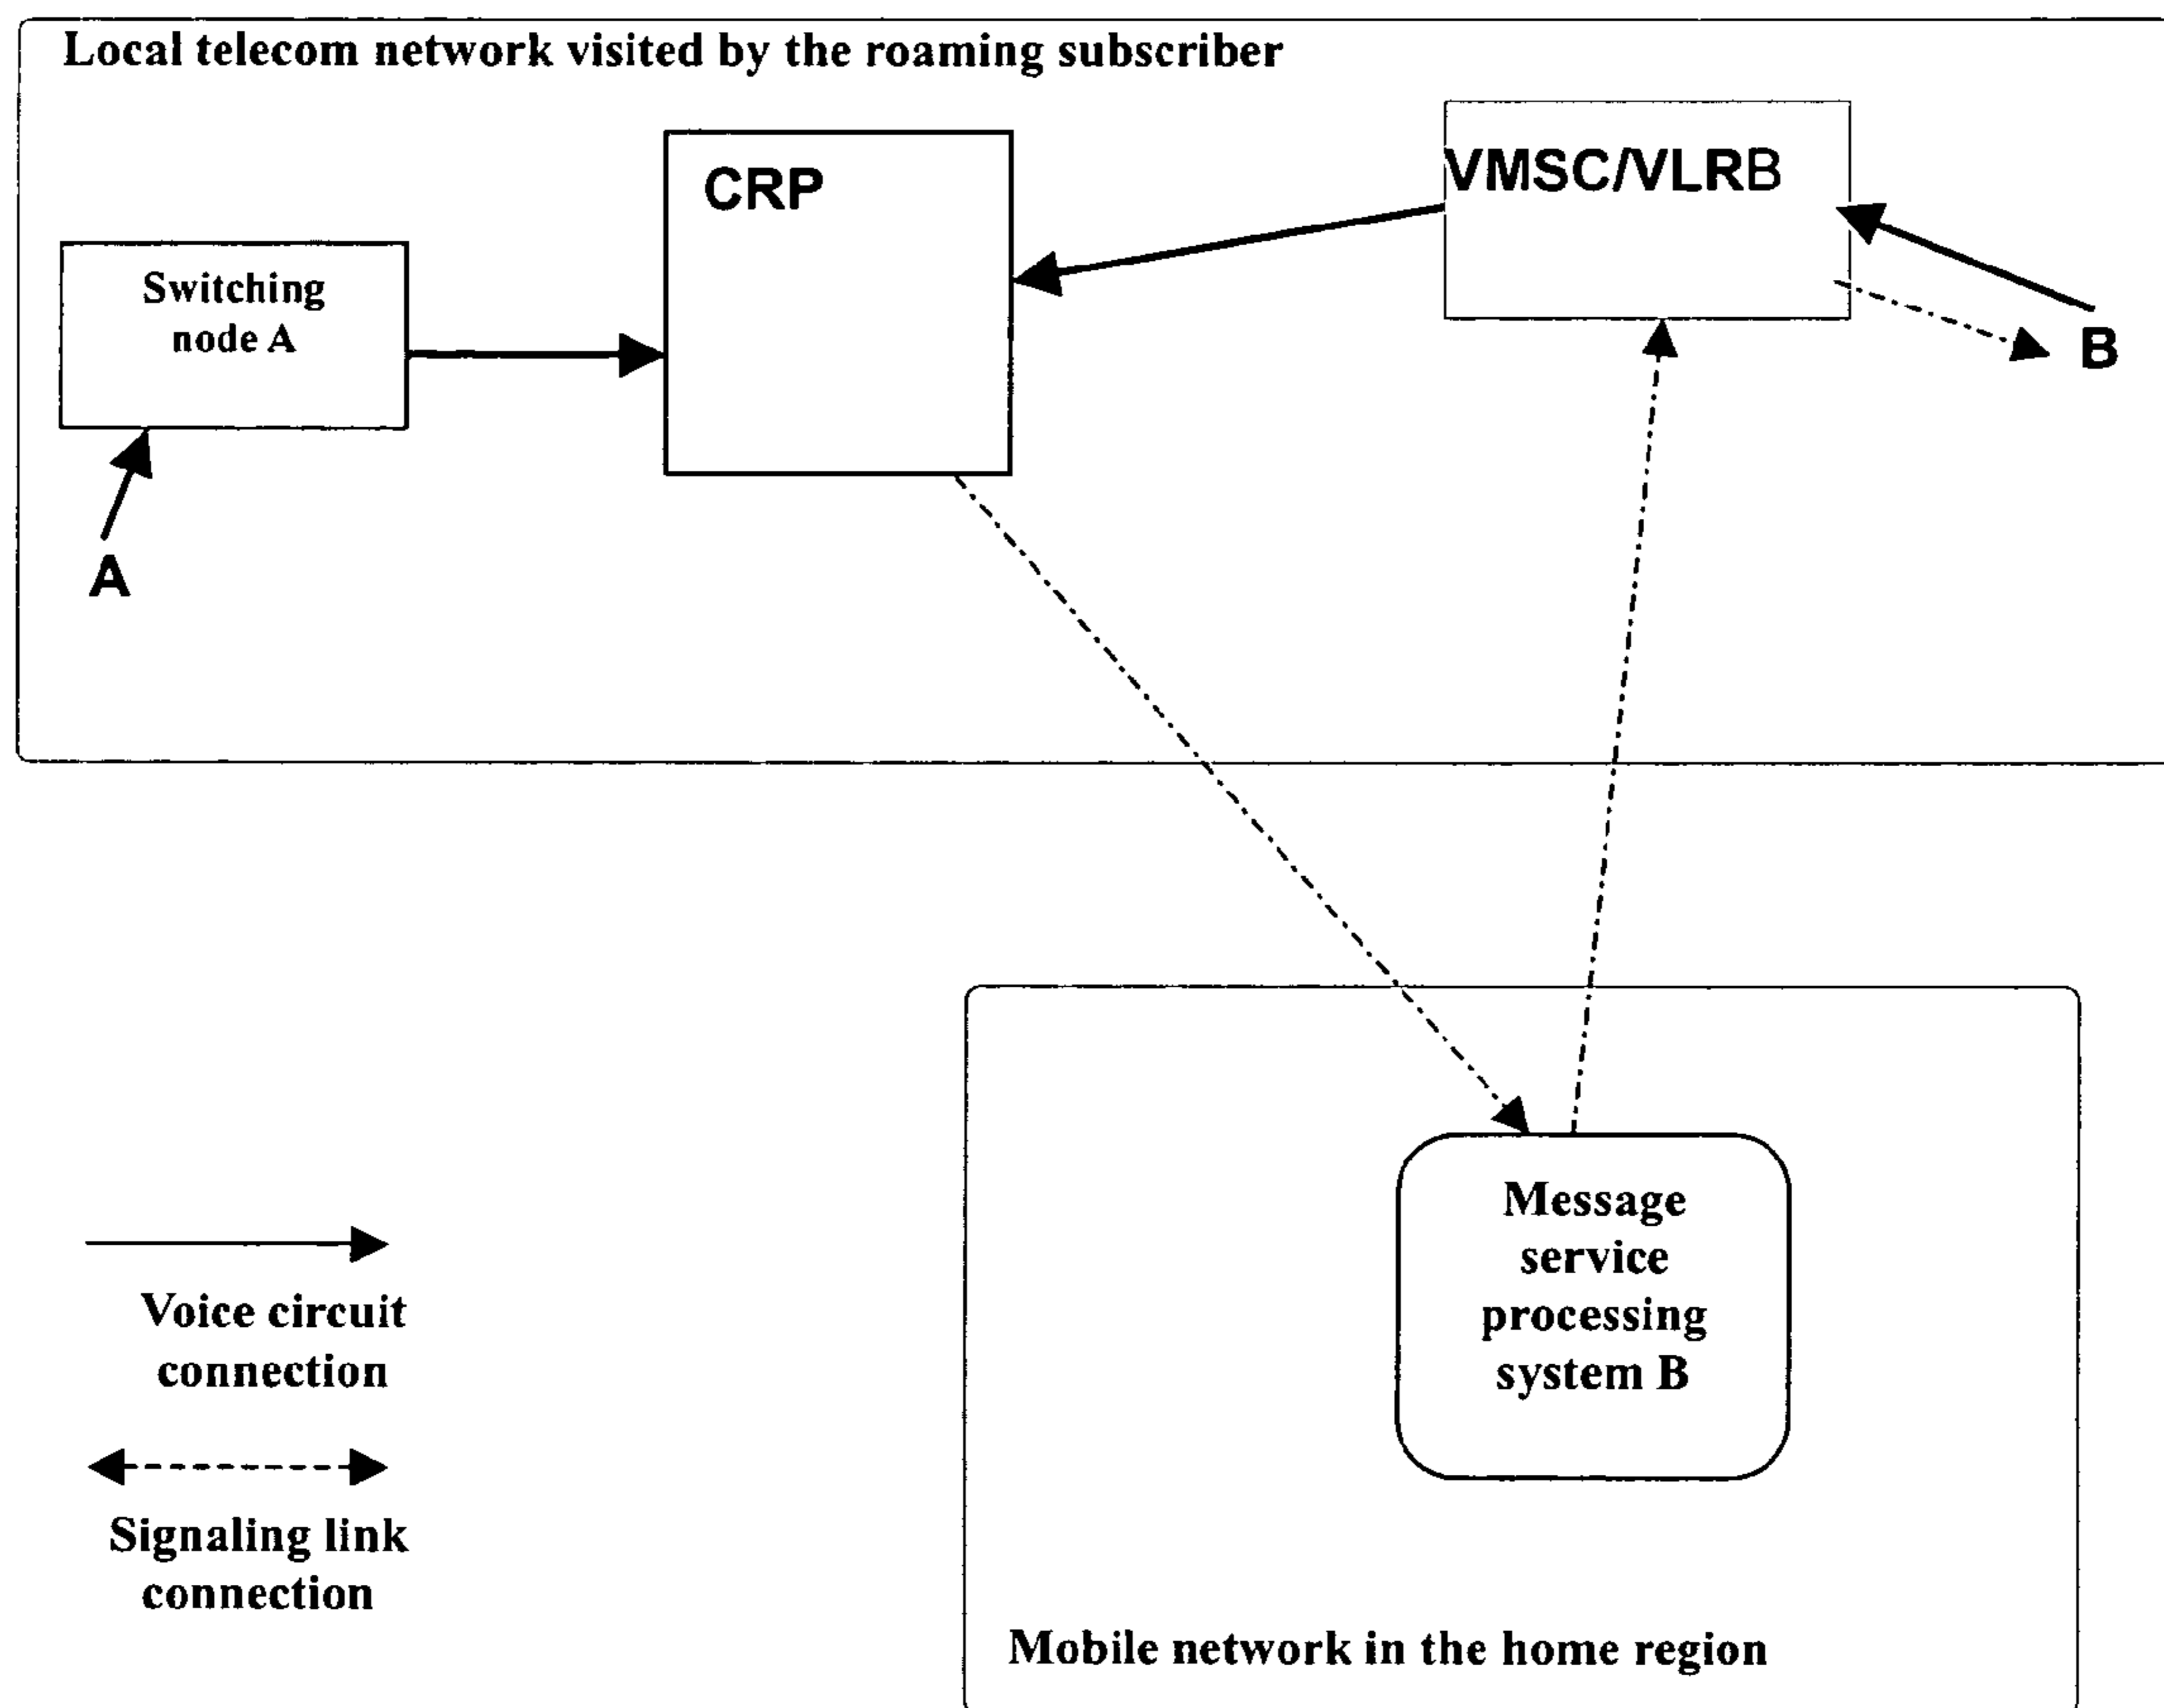 Local telecom network visited by the roaming subscriber
CRP
VMSC/VLRB
Switching
node A
B
A
Message
service
processing
system B
Voice circuit
connection
Signaling link
connection
Mobile network in the home region